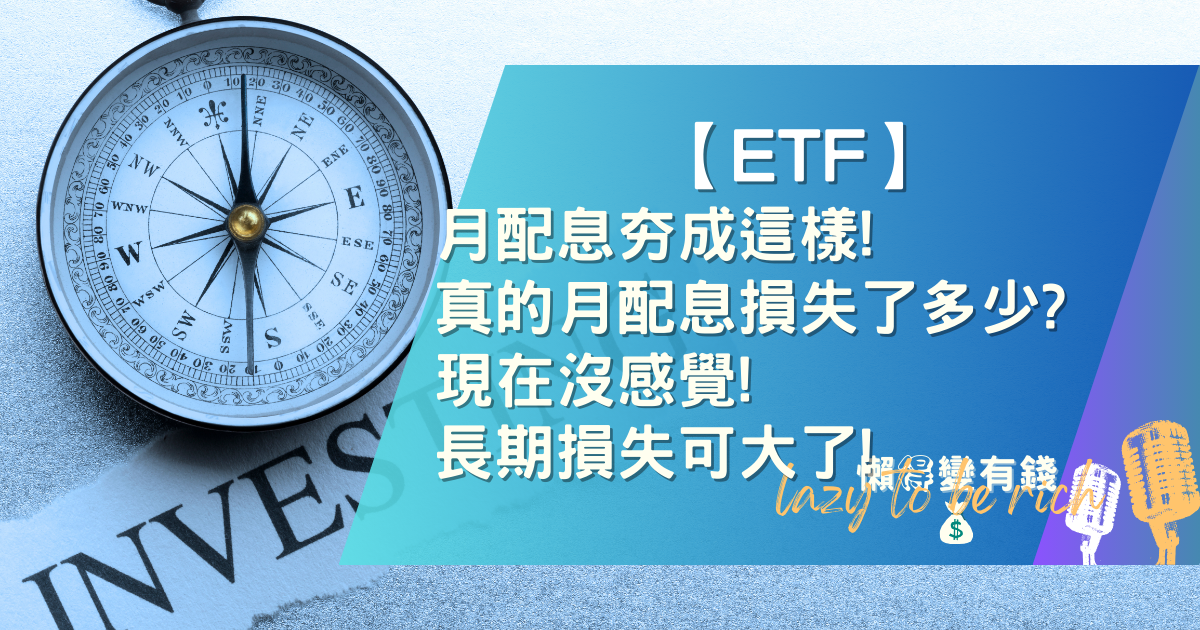 【ETF】
月配息夯成這樣!
真的月配息損失了多少?
現在沒感覺!
長期損失可大了!
懶得變有錢
lazy to be rich
$
INVESTING
N
NNE
NE
ENE
E
ESE
SE
SSE
S
SSW
SW
WSW
W
WNW
NW
NNW